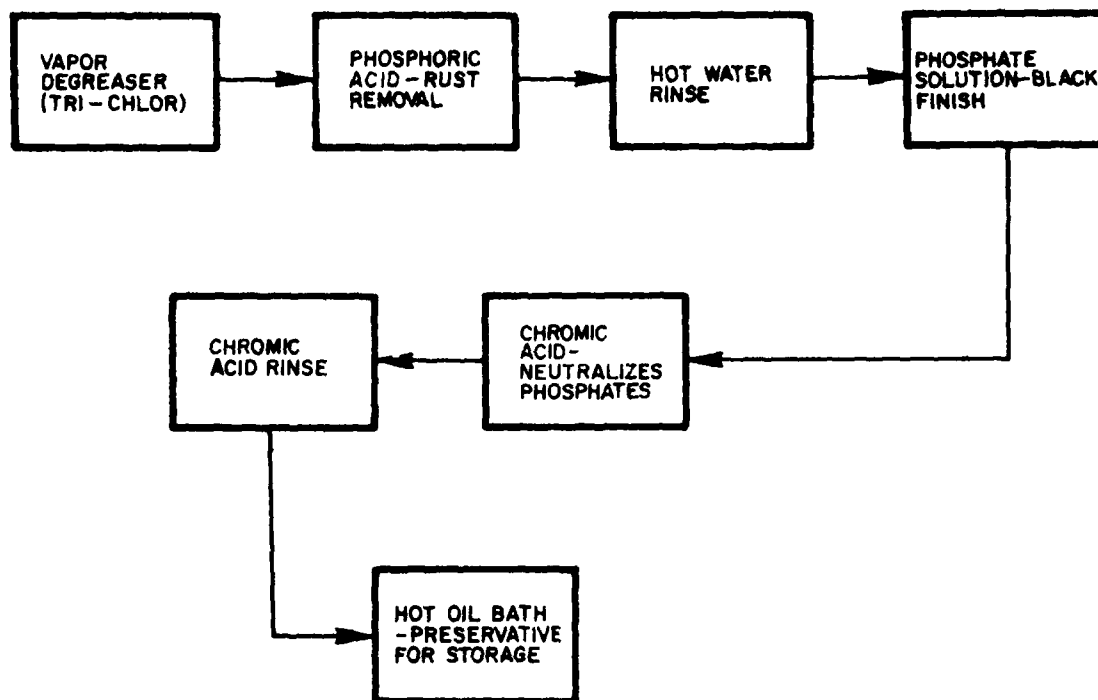 VAPOR
DEGREASER
(TRI-CHLOR)
PHOSPHORIC
ACID-RUST
REMOVAL
HOT WATER
RINSE
PHOSPHATE
SOLUTION-BLACK
FINISH
CHROMIC
ACID-
NEUTRALIZES
PHOSPHATES
CHROMIC
ACID RINSE
HOT OIL BATH
-PRESERVATIVE
FOR STORAGE